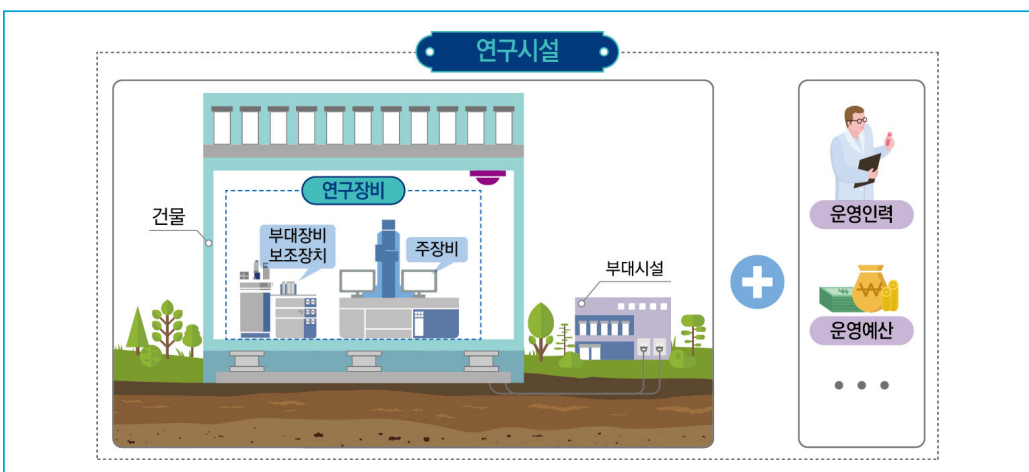 연구시설
연구장비
건물
부대장비
보조장치
주장비
부대시설
운영인력
운영예산